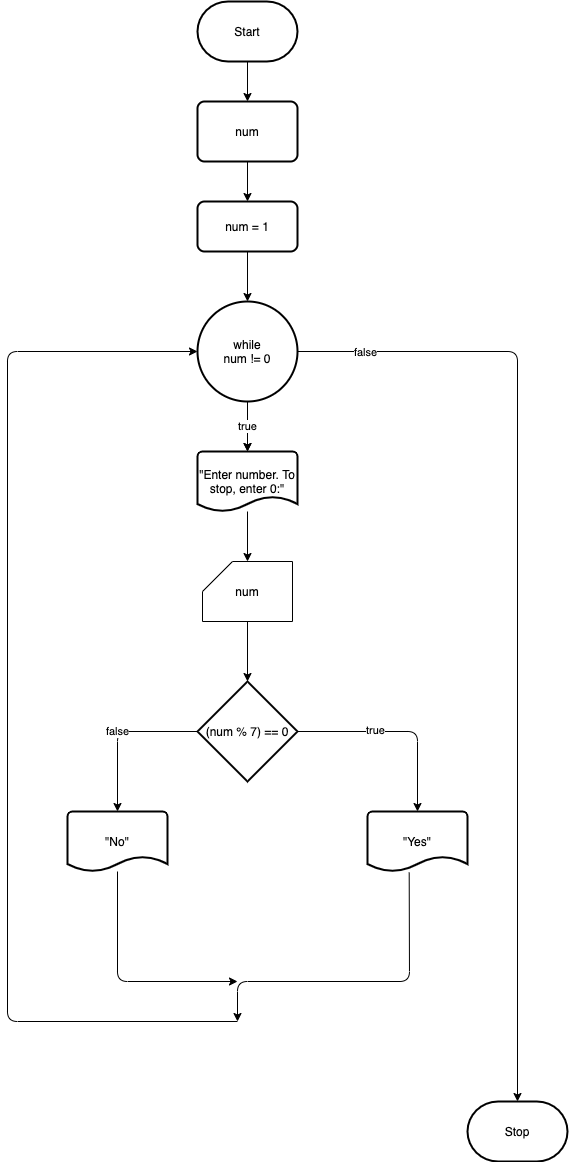 Start
num
num = 1
while
num != 0
false
true
"Enter number. To
stop, enter 0:"
num
false
(num % 7) == 0
true
"No"
"Yes"
Stop